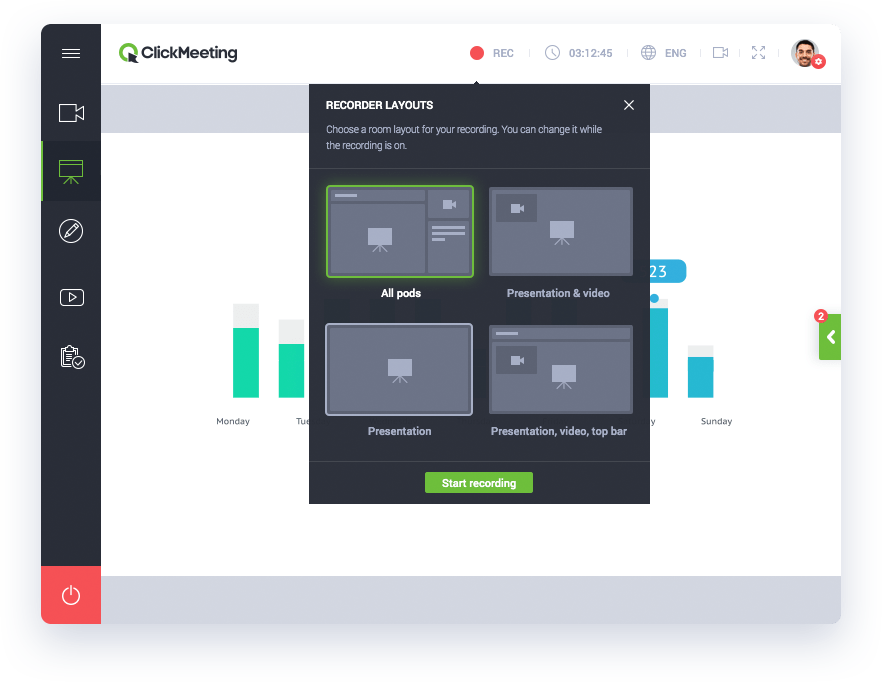 ClickMeeting
REC
03:12:45
ENG
RECORDER LAYOUTS
Choose a room layout for your recording. You can change it while
the recording is on.
23
2
All pods
Presentation & video
Presentation
Presentation, video, top bar
Monday
Tue
y
Sunday
Start recording